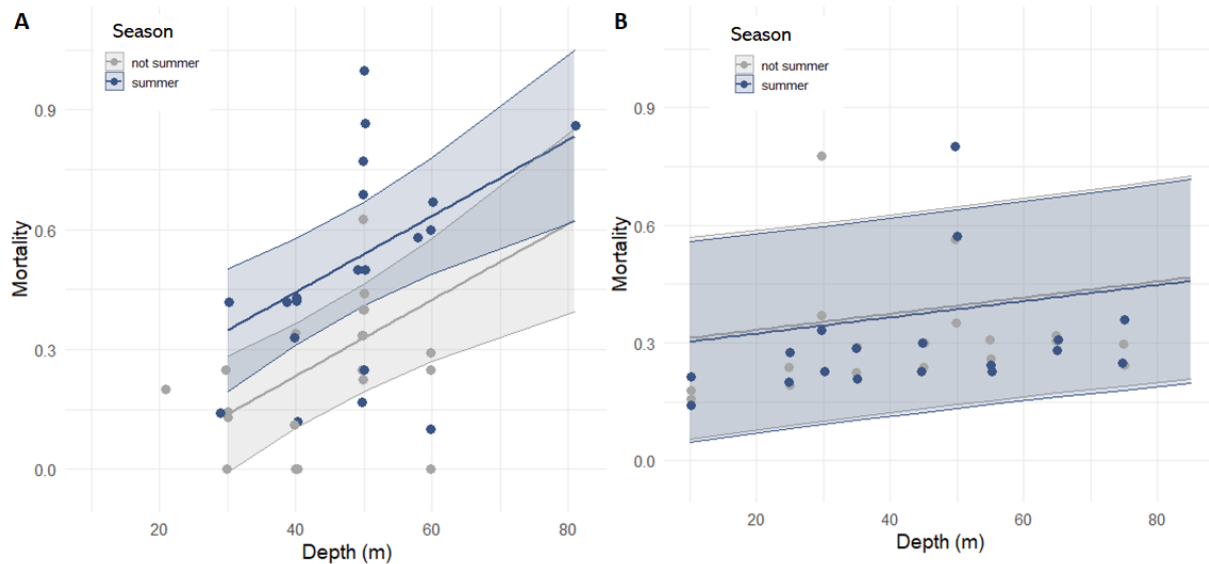 A
Season
not summer
summer
0.9
0.6
0.3
0.0
Mortality
20
40
60
80
Depth (m)
B
Season
not summer
summer
0.9
0.6
0.3
0.0
Mortality
20
40
60
80
Depth (m)